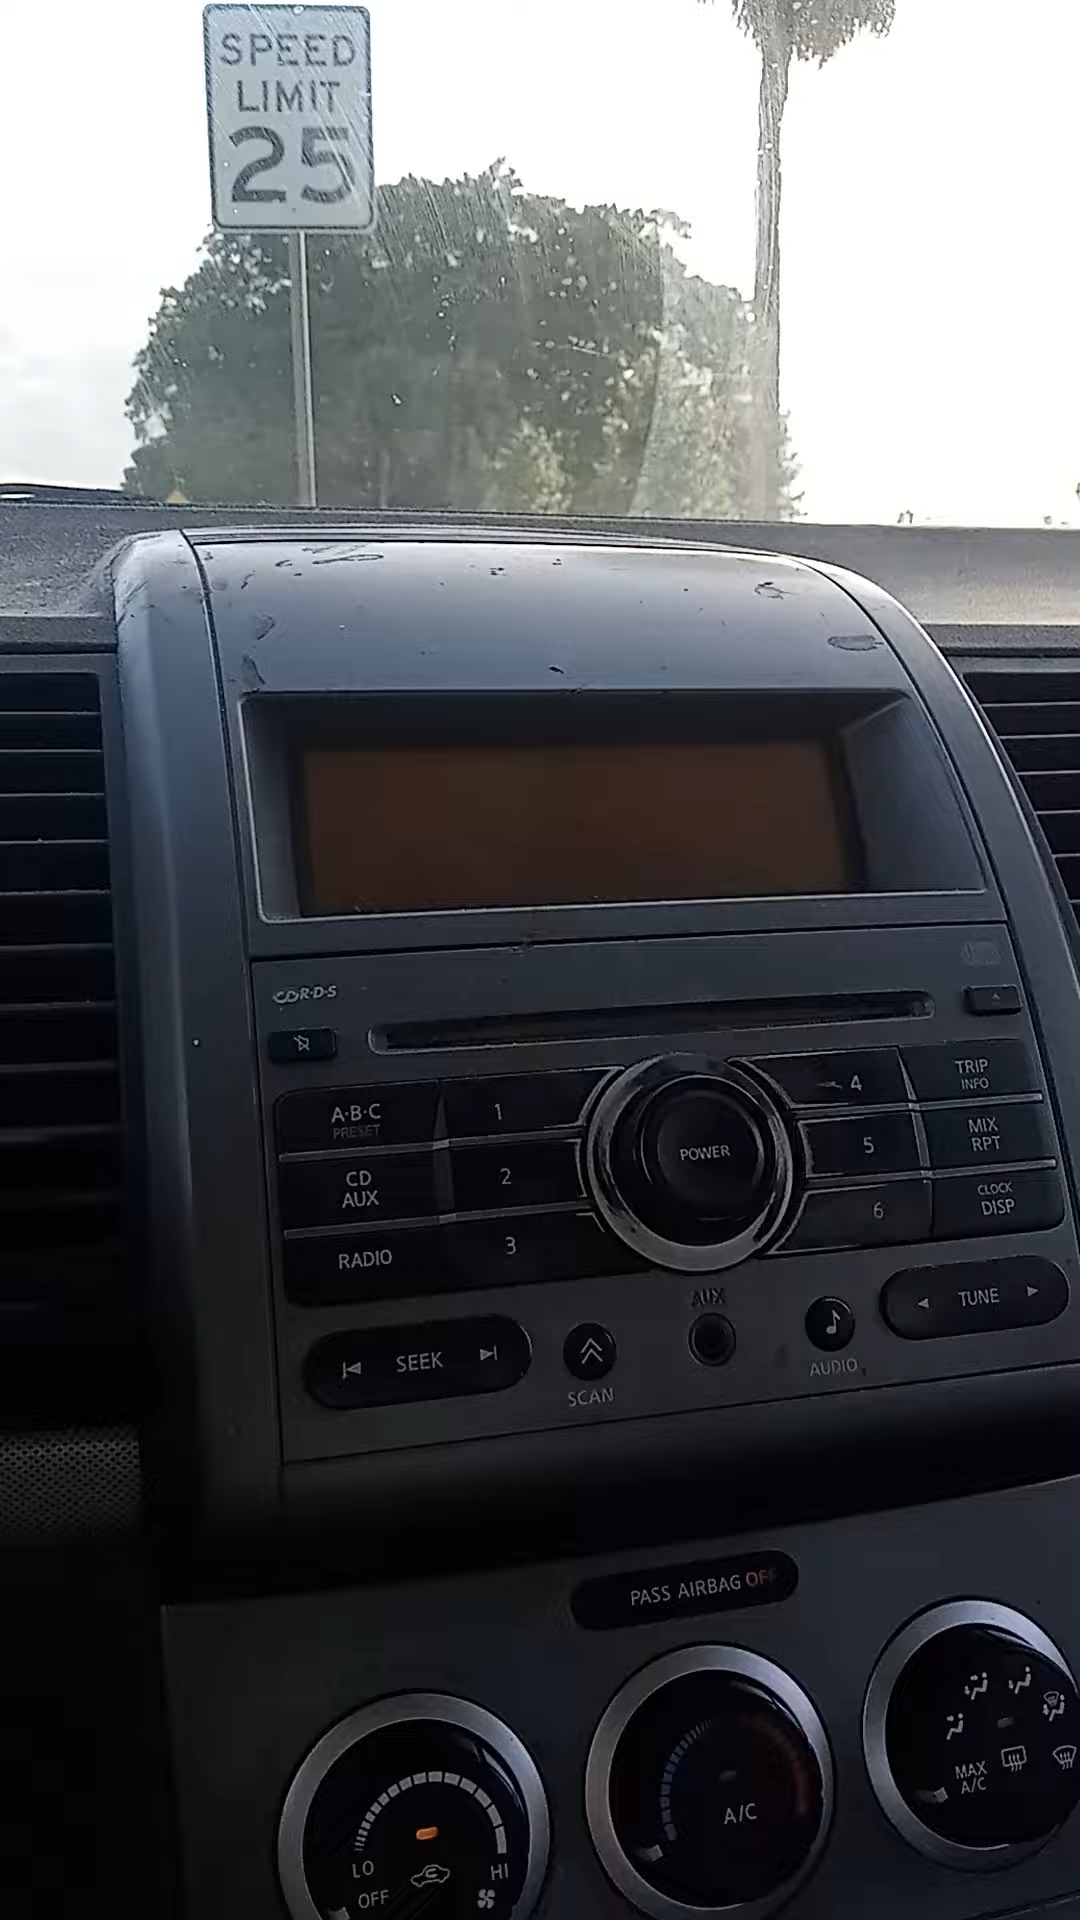 SPEED
LIMIT
25
R·D·S
A·B·C
PRESET
1
4
TRIP
INFO
CD
AUX
2
POWER
5
MIX
RPT
RADIO
3
6
CLOCK
DISP
SEEK
SCAN
AUX
AUDIO
TUNE
PASS AIRBAG OFF
LO
HI
OFF
A/C
MAX
A/C